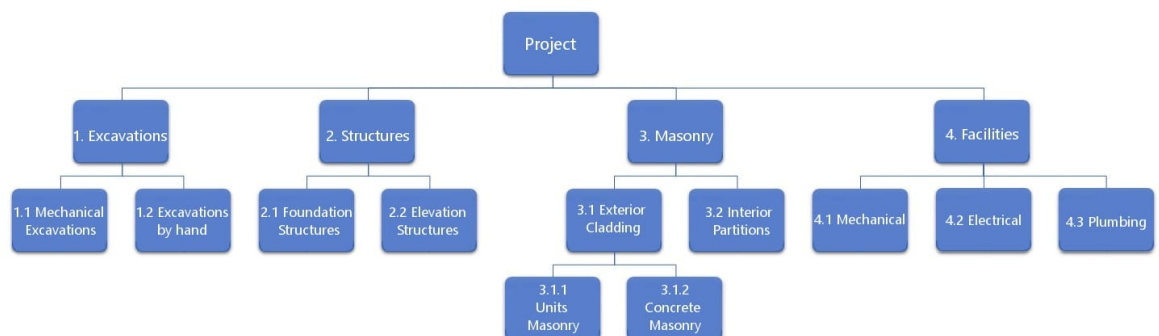 Project
1. Excavations
2. Structures
3. Masonry
4. Facilities
1.1 Mechanical
Excavations
1.2 Excavations
by hand
2.1 Foundation
Structures
2.2 Elevation
Structures
3.1 Exterior
Cladding
3.2 Interior
Partitions
4.1 Mechanical
4.2 Electrical
4.3 Plumbing
3.1.1
Units
Masonry
3.1.2
Concrete
Masonry